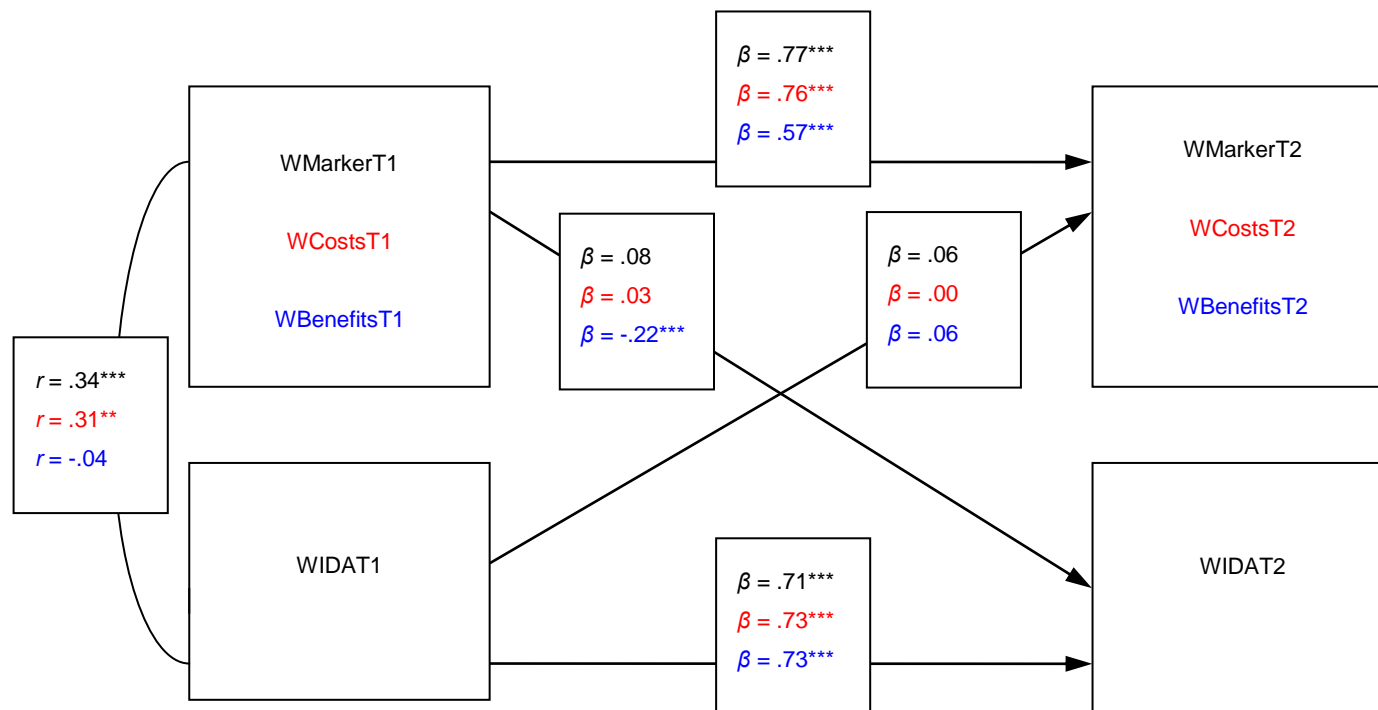 β = .77***
β = .76***
β = .57***
WMarkerT1
WCostsT1
WBenefitsT1
WMarkerT2
WCostsT2
WBenefitsT2
β = .08
β = .03
β = -.22***
β = .06
β = .00
β = .06
r = .34***
r = .31**
r = -.04
WIDAT1
β = .71***
β = .73***
β = .73***
WIDAT2